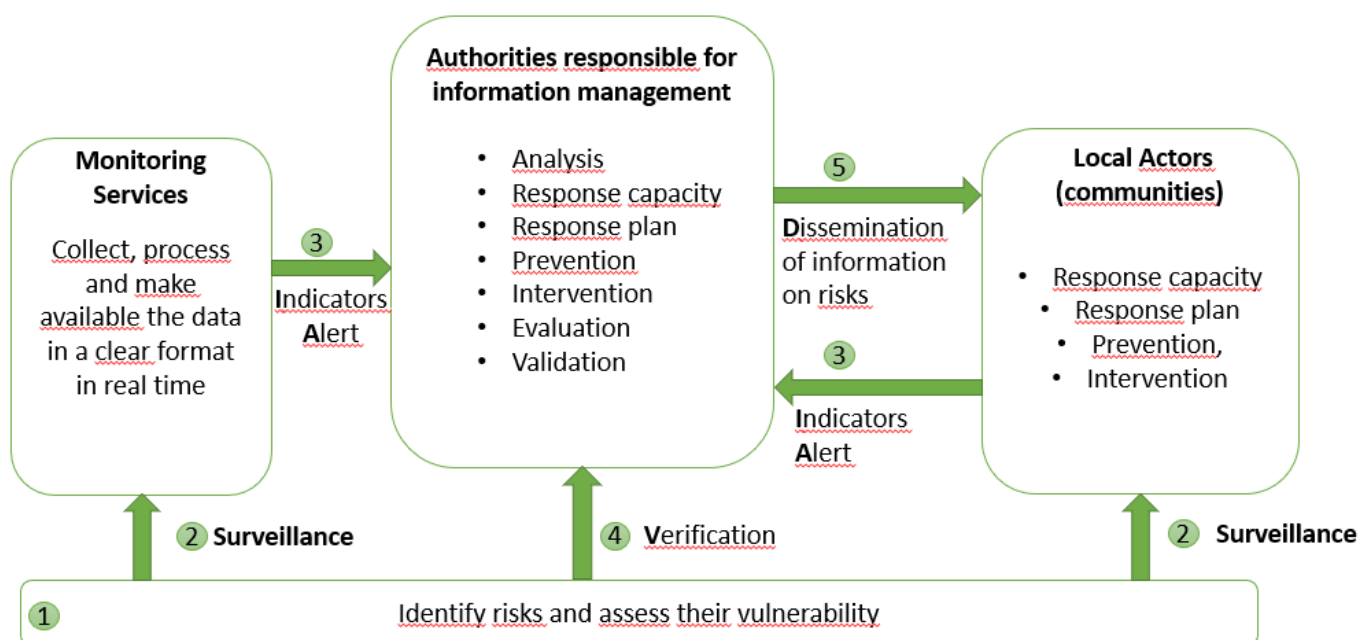 Monitoring
Services
Collect, process
and make
available the data
in a clear format
in real time
3
Indicators
Alert
Authorities responsible for
information management
• Analysis
• Response capacity
• Response plan
• Prevention
• Intervention
• Evaluation
• Validation
5
Dissemination
of information
on risks
3
Indicators
Alert
Local Actors
(communities)
• Response capacity
• Response plan
• Prevention,
• Intervention
2 Surveillance
4 Verification
2 Surveillance
1 Identify risks and assess their vulnerability